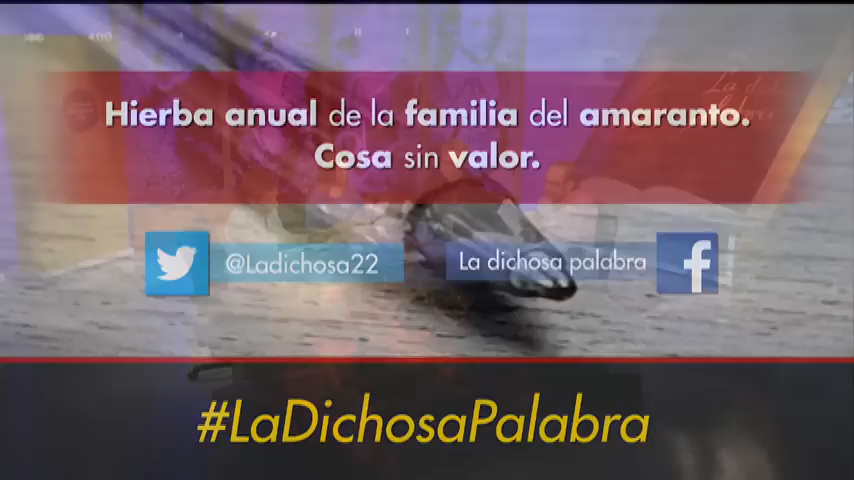 Hierba anual de la familia del amaranto.
Cosa sin valor.
@Ladichosa22
La dichosa palabra
#LaDichosaPalabra